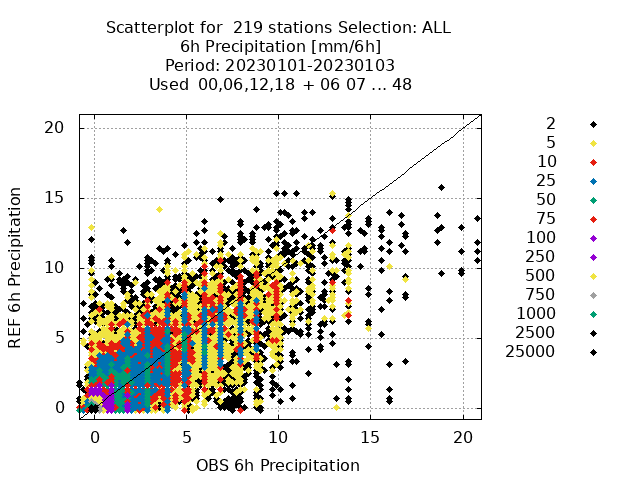 Scatterplot for 219 stations Selection: ALL
6h Precipitation [mm/6h]
Period: 20230101-20230103
Used 00,06,12,18 + 06 07 ... 48
REF 6h Precipitation
20
15
10
5
0
0 5 10 15 20
OBS 6h Precipitation
2
5
10
25
50
75
100
250
500
750
1000
2500
25000